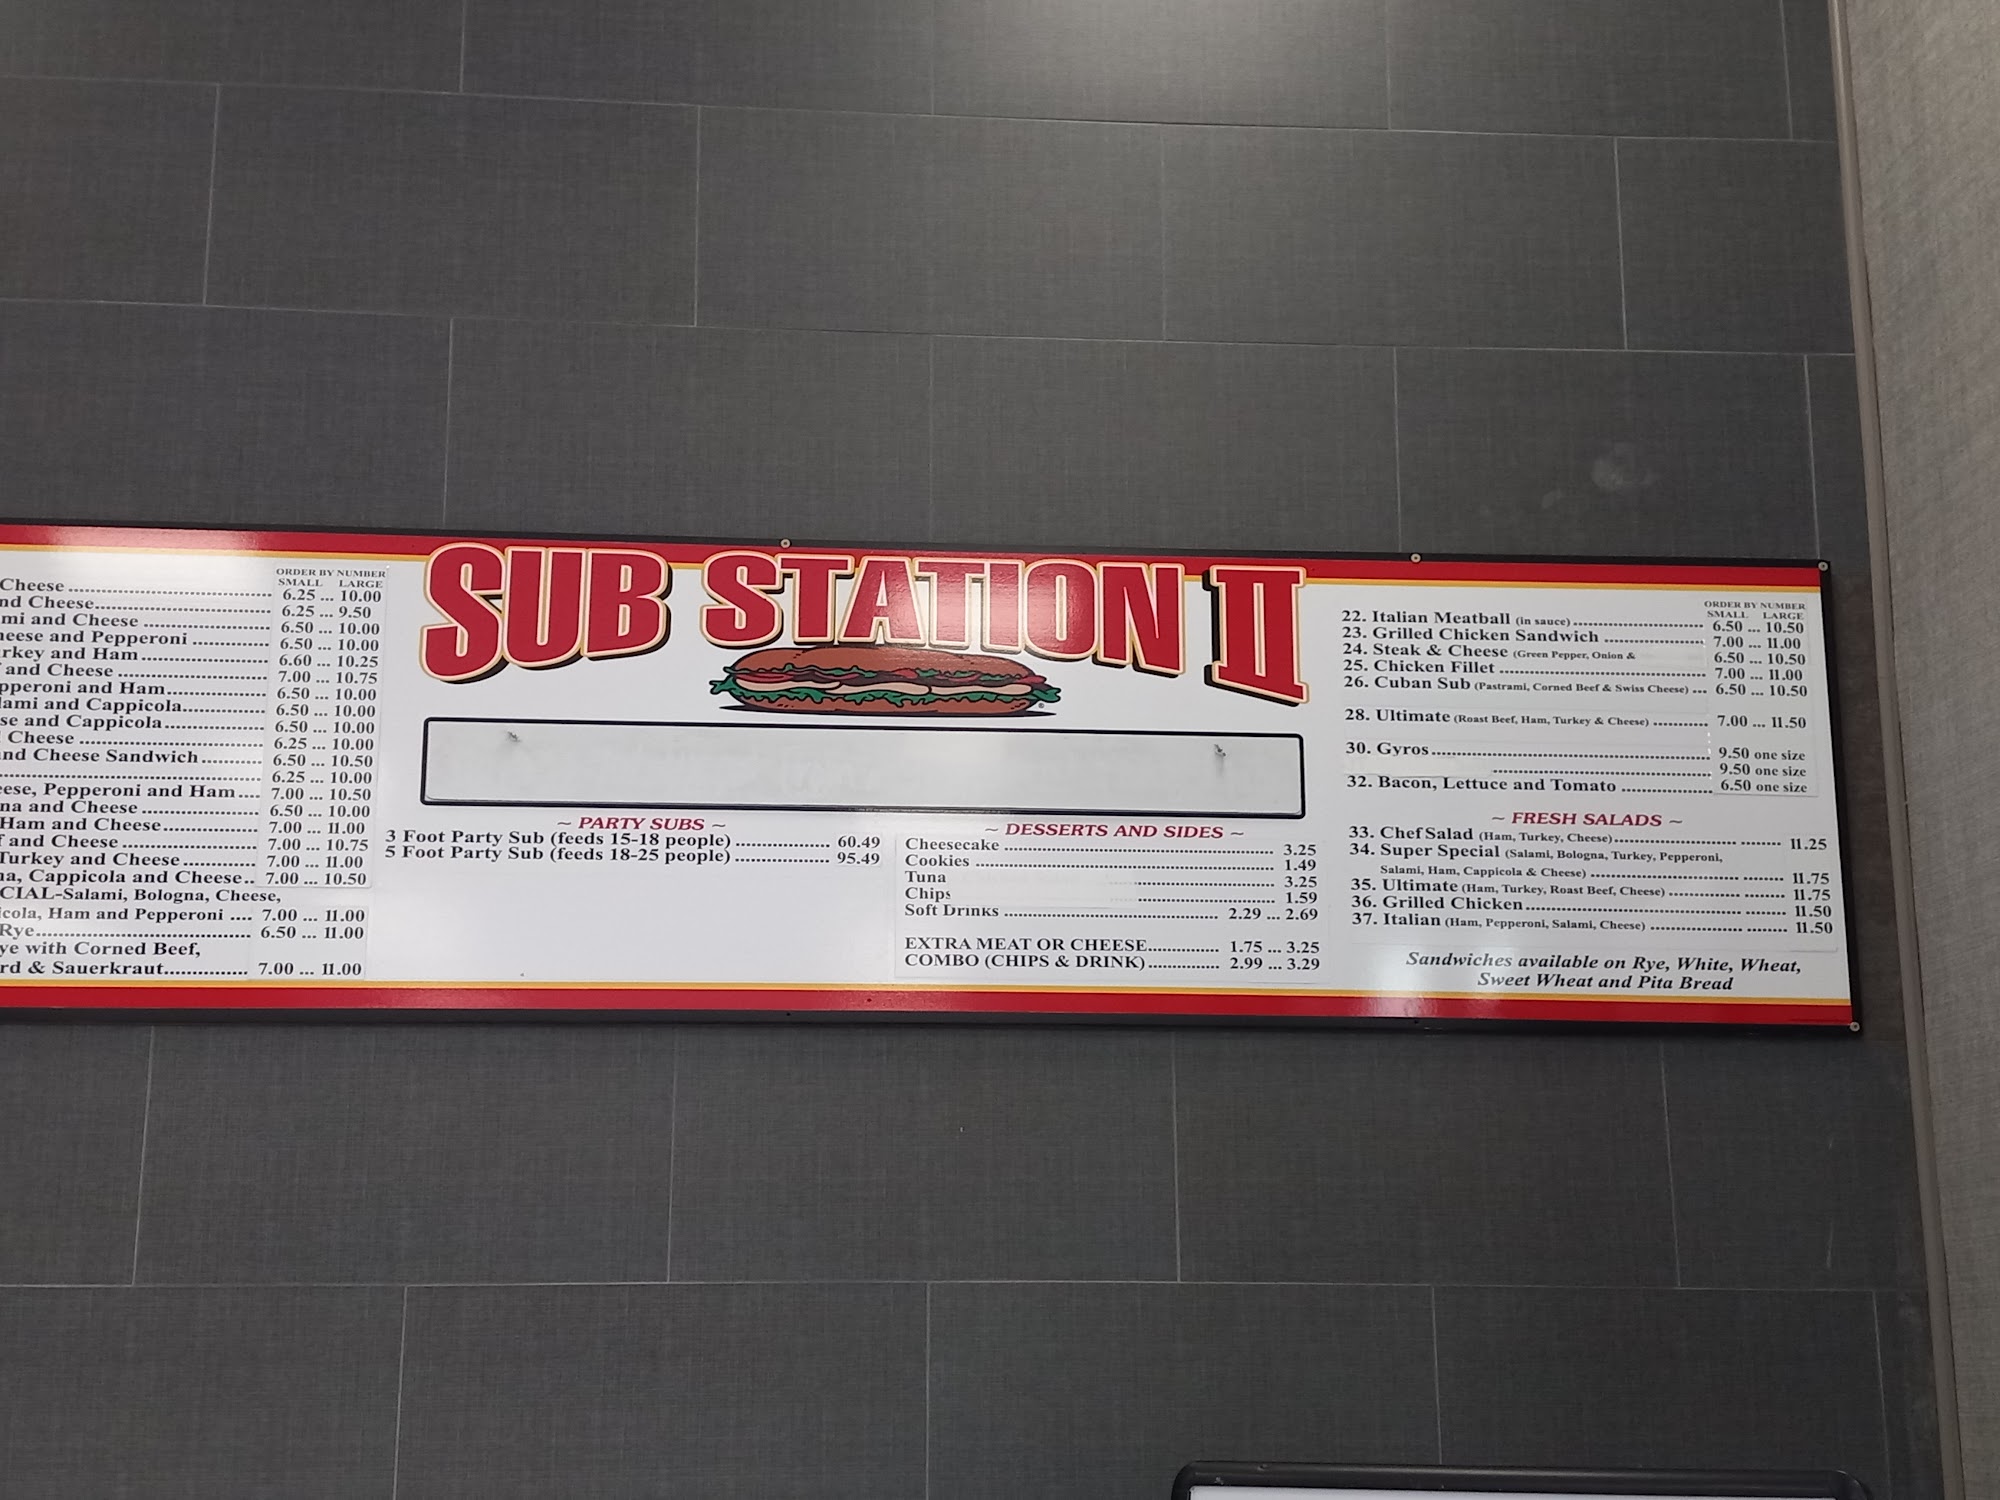 ORDER BY NUMBER
SMALL LARGE
Cheese 6.25 ... 10.00
nd Cheese 6.25 ... 9.50
mi and Cheese 6.50 ... 10.00
heese and Pepperoni 6.50 ... 10.00
rkey and Ham 6.60 ... 10.25
f and Cheese 7.00 ... 10.75
pperoni and Ham 6.50 ... 10.00
lami and Cappicola 6.50 ... 10.00
se and Cappicola 6.50 ... 10.00
Cheese 6.25 ... 10.00
and Cheese Sandwich 6.50 ... 10.50
6.25 ... 10.00
eese, Pepperoni and Ham 7.00 ... 10.50
na and Cheese 6.50 ... 10.00
Ham and Cheese 7.00 ... 11.00
f and Cheese 7.00 ... 10.75
Turkey and Cheese 7.00 ... 11.00
na, Cappicola and Cheese 7.00 ... 10.50
CIAL-Salami, Bologna, Cheese,
icola, Ham and Pepperoni 7.00 ... 11.00
Rye 6.50 ... 11.00
ye with Corned Beef,
rd & Sauerkraut 7.00 ... 11.00
SUB STATION II
®
~ PARTY SUBS ~
3 Foot Party Sub (feeds 15-18 people) 60.49
5 Foot Party Sub (feeds 18-25 people) 95.49
~ DESSERTS AND SIDES ~
Cheesecake 3.25
Cookies 1.49
Tuna 3.25
Chips 1.59
Soft Drinks 2.29 ... 2.69
EXTRA MEAT OR CHEESE 1.75 ... 3.25
COMBO (CHIPS & DRINK) 2.99 ... 3.29
ORDER BY NUMBER
SMALL LARGE
22. Italian Meatball (in sauce) 6.50 ... 10.50
23. Grilled Chicken Sandwich 7.00 ... 11.00
24. Steak & Cheese (Green Pepper, Onion & 6.50 ... 10.50
25. Chicken Fillet 7.00 ... 11.00
26. Cuban Sub (Pastrami, Corned Beef & Swiss Cheese) ... 6.50 ... 10.50
28. Ultimate (Roast Beef, Ham, Turkey & Cheese) 7.00 ... 11.50
30. Gyros 9.50 one size
9.50 one size
32. Bacon, Lettuce and Tomato 6.50 one size
~ FRESH SALADS ~
33. Chef Salad (Ham, Turkey, Cheese) 11.25
34. Super Special (Salami, Bologna, Turkey, Pepperoni,
Salami, Ham, Cappicola & Cheese) 11.75
35. Ultimate (Ham, Turkey, Roast Beef, Cheese) 11.75
36. Grilled Chicken 11.50
37. Italian (Ham, Pepperoni, Salami, Cheese) 11.50
Sandwiches available on Rye, White, Wheat,
Sweet Wheat and Pita Bread